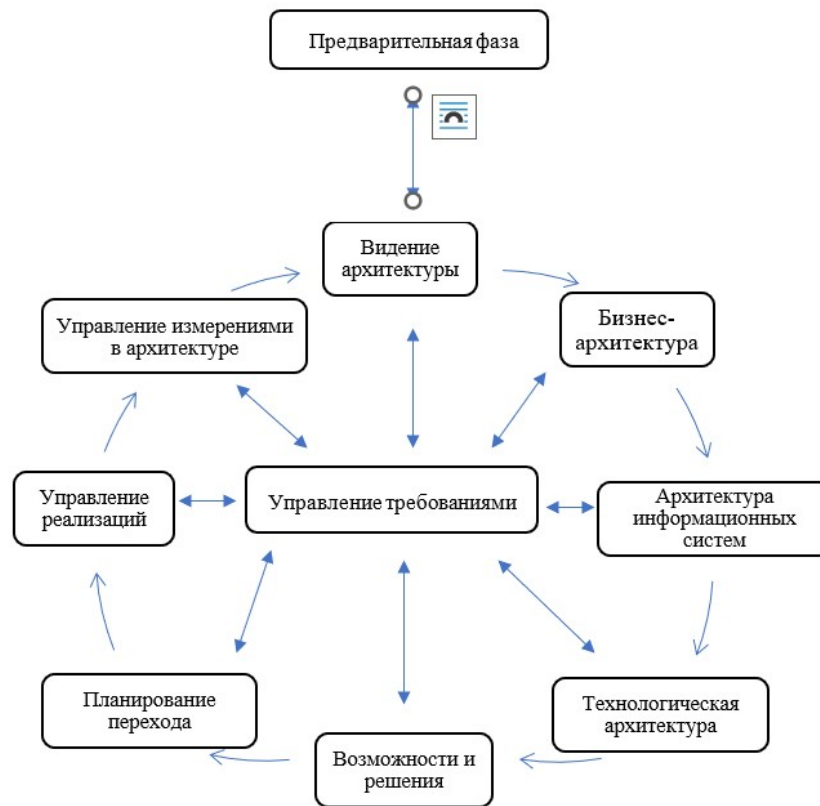 Предварительная фаза
Видение
архитектуры
Управление измерениями
в архитектуре
Бизнес-
архитектура
Управление
реализаций
Управление требованиями
Архитектура
информационных
систем
Планирование
перехода
Технологическая
архитектура
Возможности и
решения